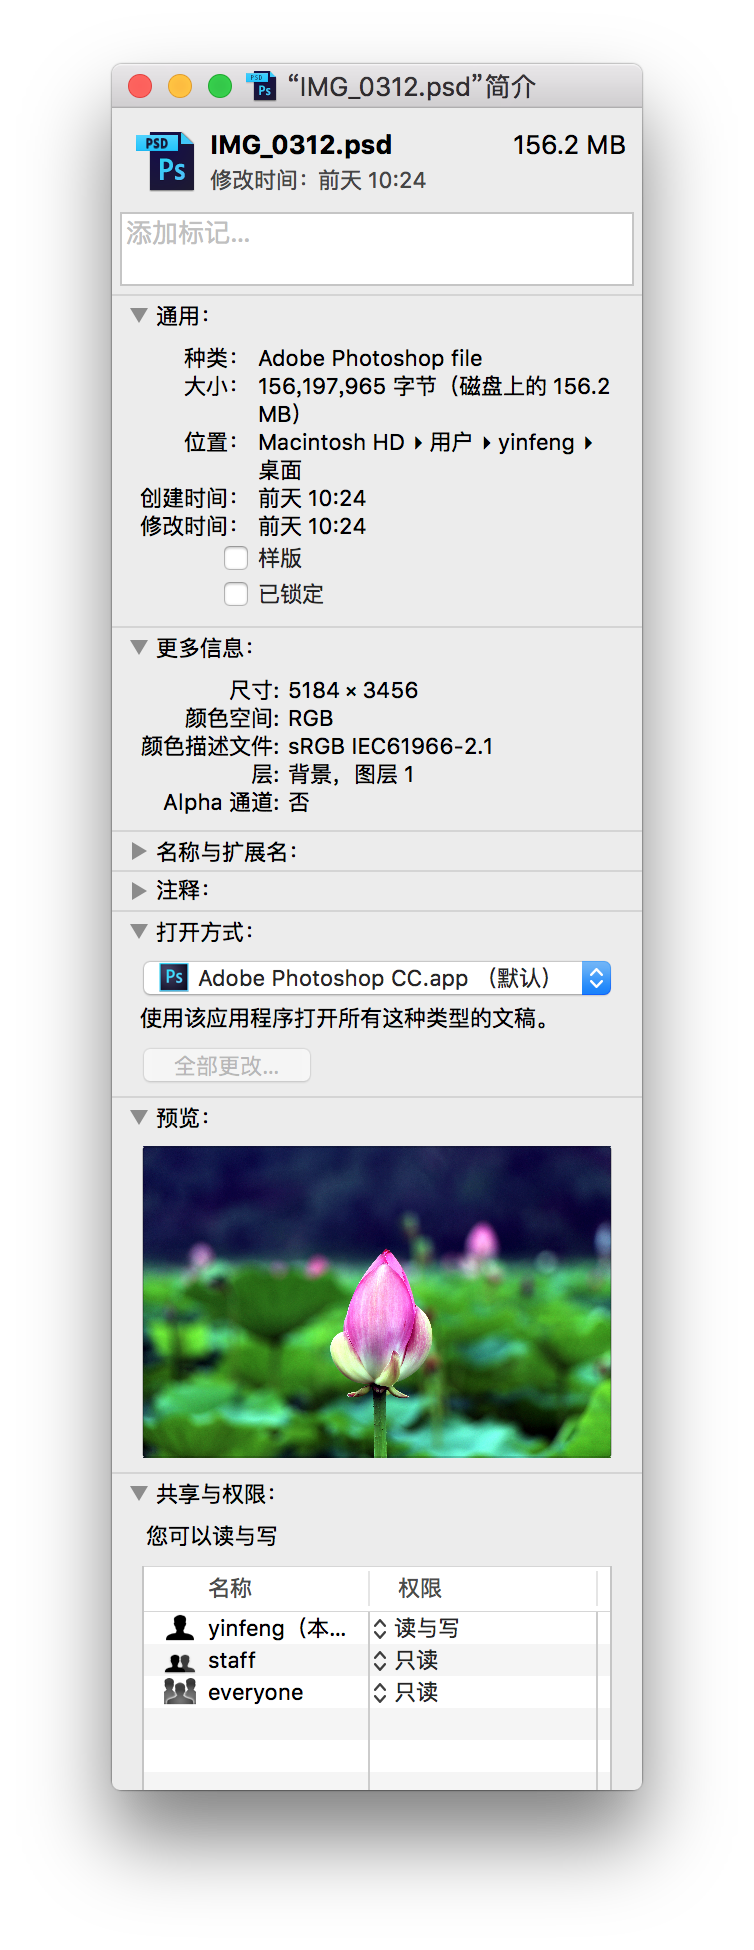 “IMG_0312.psd”简介
IMG_0312.psd 156.2 MB
修改时间：前天 10:24
添加标记...
通用：
种类： Adobe Photoshop file
大小： 156,197,965 字节（磁盘上的 156.2
MB）
位置： Macintosh HD ▸ 用户 ▸ yinfeng ▸
桌面
创建时间： 前天 10:24
修改时间： 前天 10:24
样版
已锁定
更多信息：
尺寸: 5184 × 3456
颜色空间: RGB
颜色描述文件: sRGB IEC61966-2.1
层: 背景，图层 1
Alpha 通道: 否
名称与扩展名：
注释：
打开方式：
Adobe Photoshop CC.app （默认）
使用该应用程序打开所有这种类型的文稿。
全部更改...
预览：
共享与权限：
您可以读与写
名称 权限
yinfeng（本... 读与写
staff 只读
everyone 只读